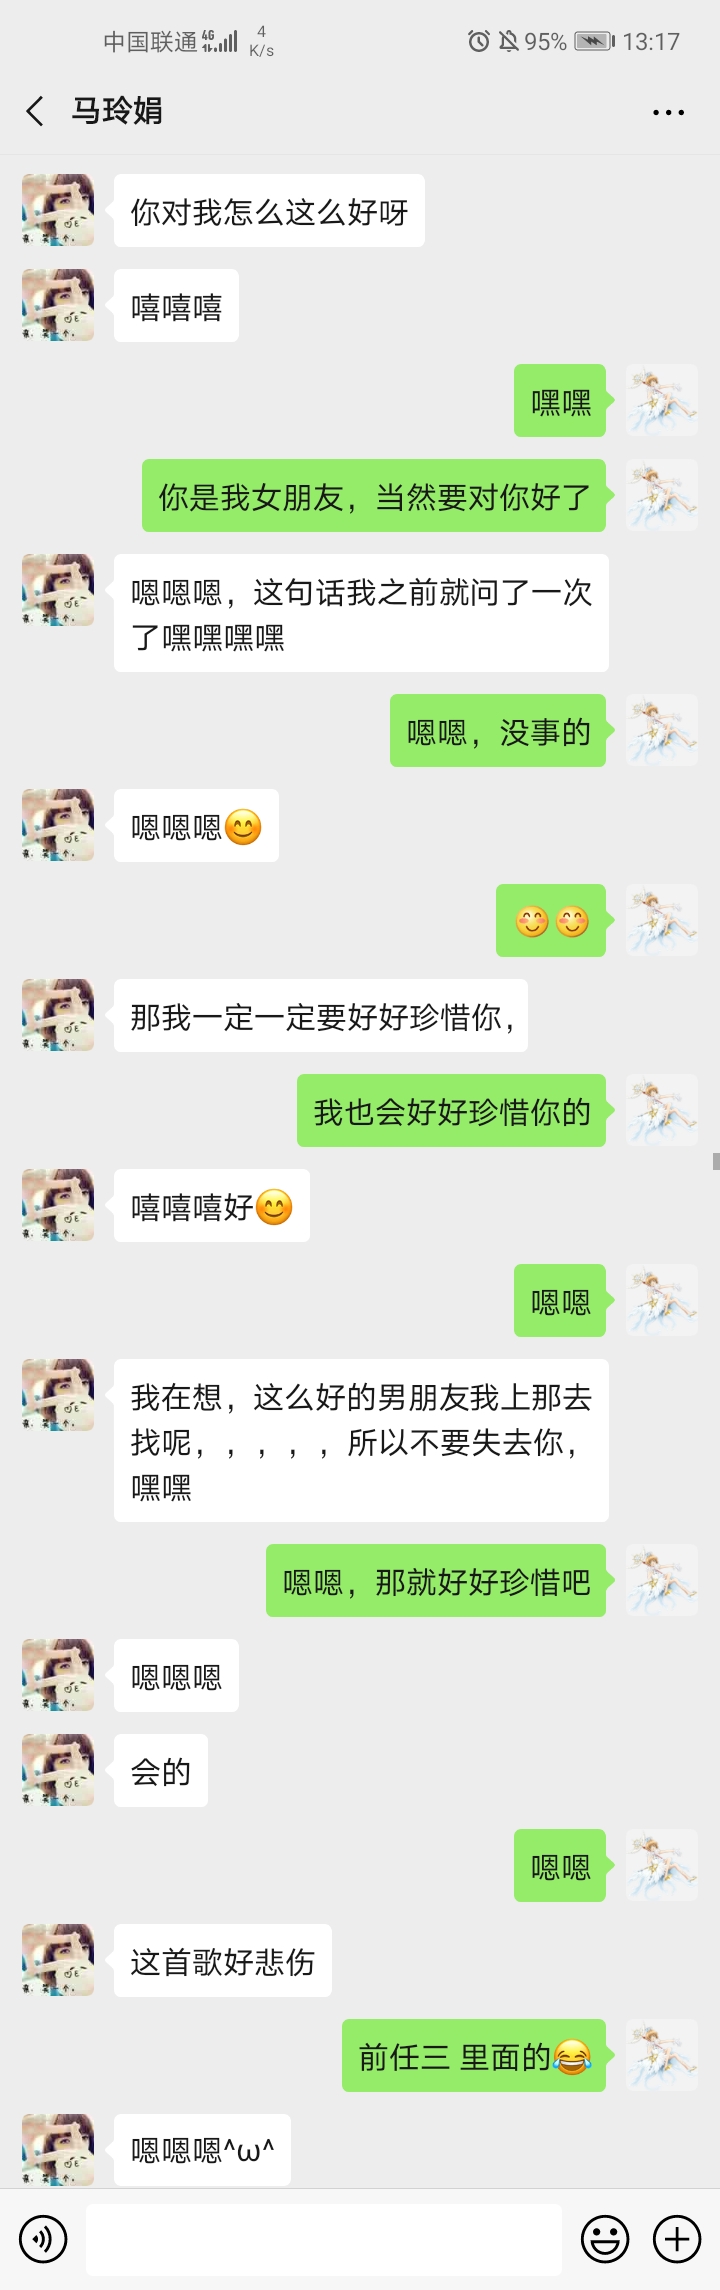 中国联通 4G 4 K/s 95% 13:17
马玲娟
你对我怎么这么好呀
嘻嘻嘻
嘿嘿
你是我女朋友，当然要对你好了
嗯嗯嗯，这句话我之前就问了一次
了嘿嘿嘿嘿
嗯嗯，没事的
嗯嗯嗯😊
😊😊
那我一定一定要好好珍惜你，
我也会好好珍惜你的
嘻嘻嘻好😊
嗯嗯
我在想，这么好的男朋友我上那去
找呢，，，，，所以不要失去你，
嘿嘿
嗯嗯，那就好好珍惜吧
嗯嗯嗯
会的
嗯嗯
这首歌好悲伤
前任三 里面的😂
嗯嗯嗯^ω^